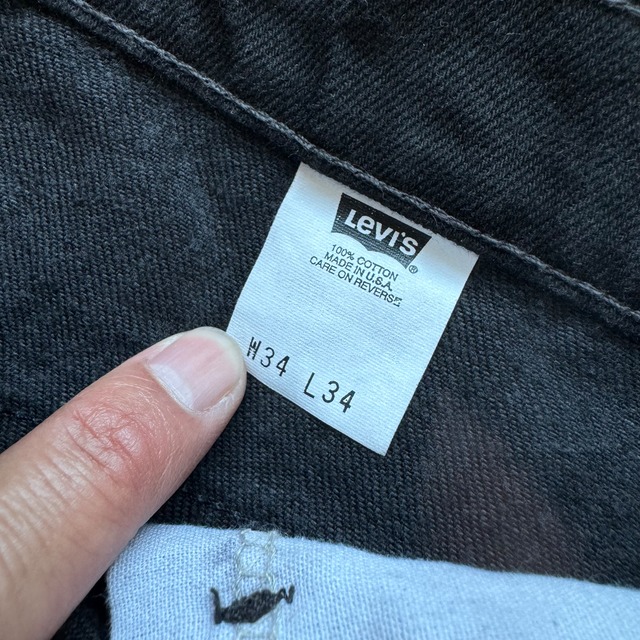 LEVI'S ®
100% COTTON
MADE IN U.S.A.
CARE ON REVERSE
W34 L34